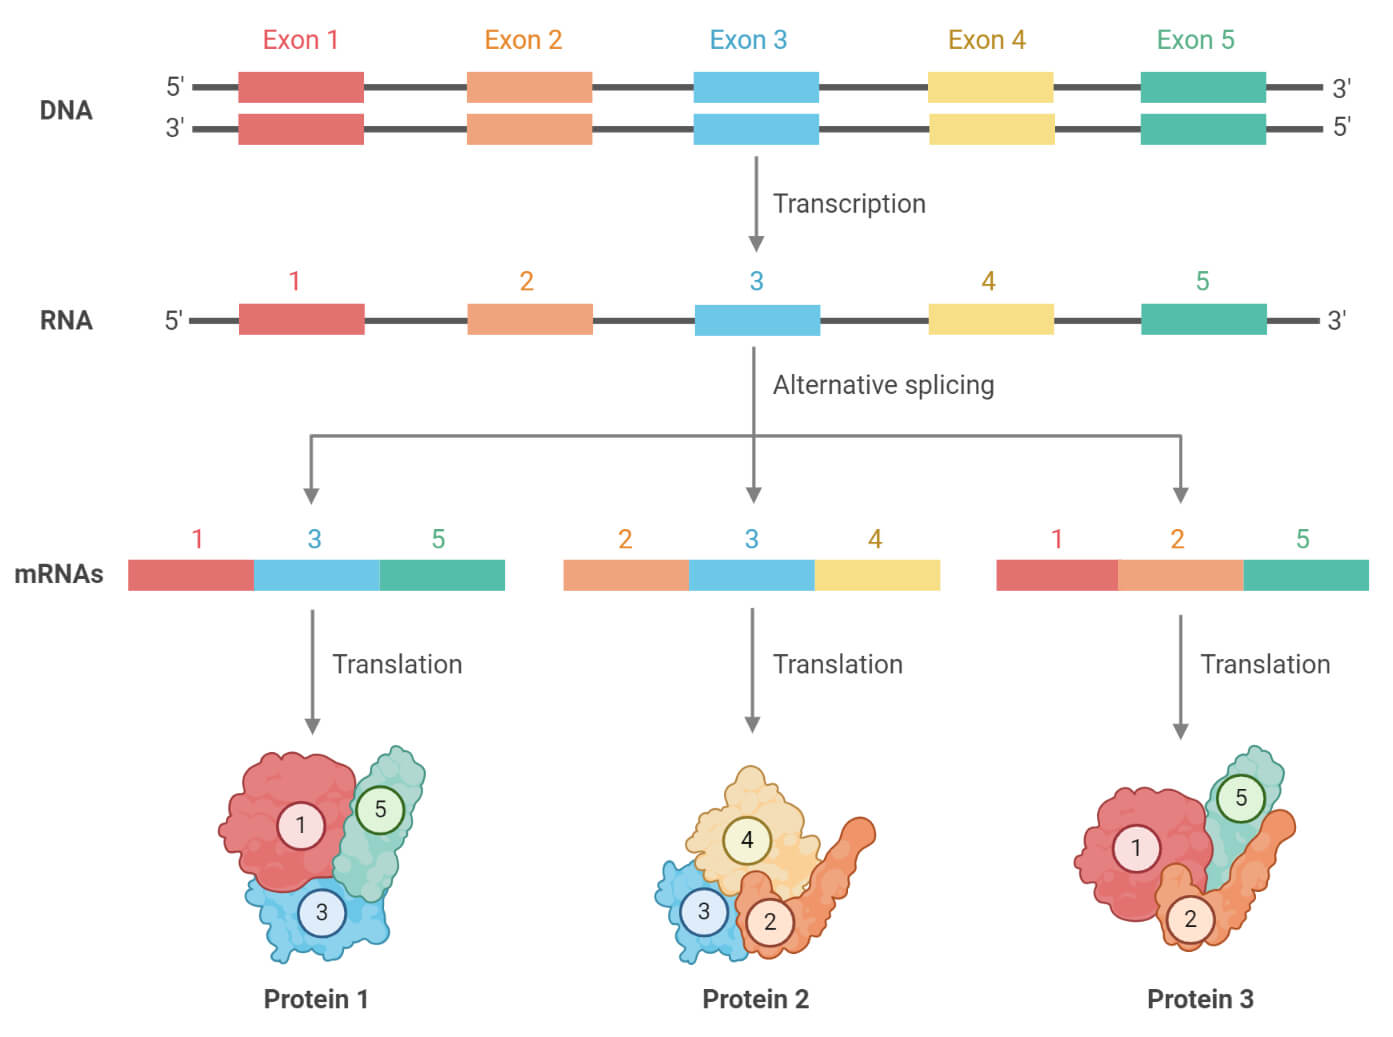 Exon 1 Exon 2 Exon 3 Exon 4 Exon 5
5' 3'
DNA
3' 5'
Transcription
1 2 3 4 5
RNA 5' 3'
Alternative splicing
1 3 5 2 3 4 1 2 5
mRNAs
Translation Translation Translation
1 5 3
4 3 2
5 1 2
Protein 1 Protein 2 Protein 3